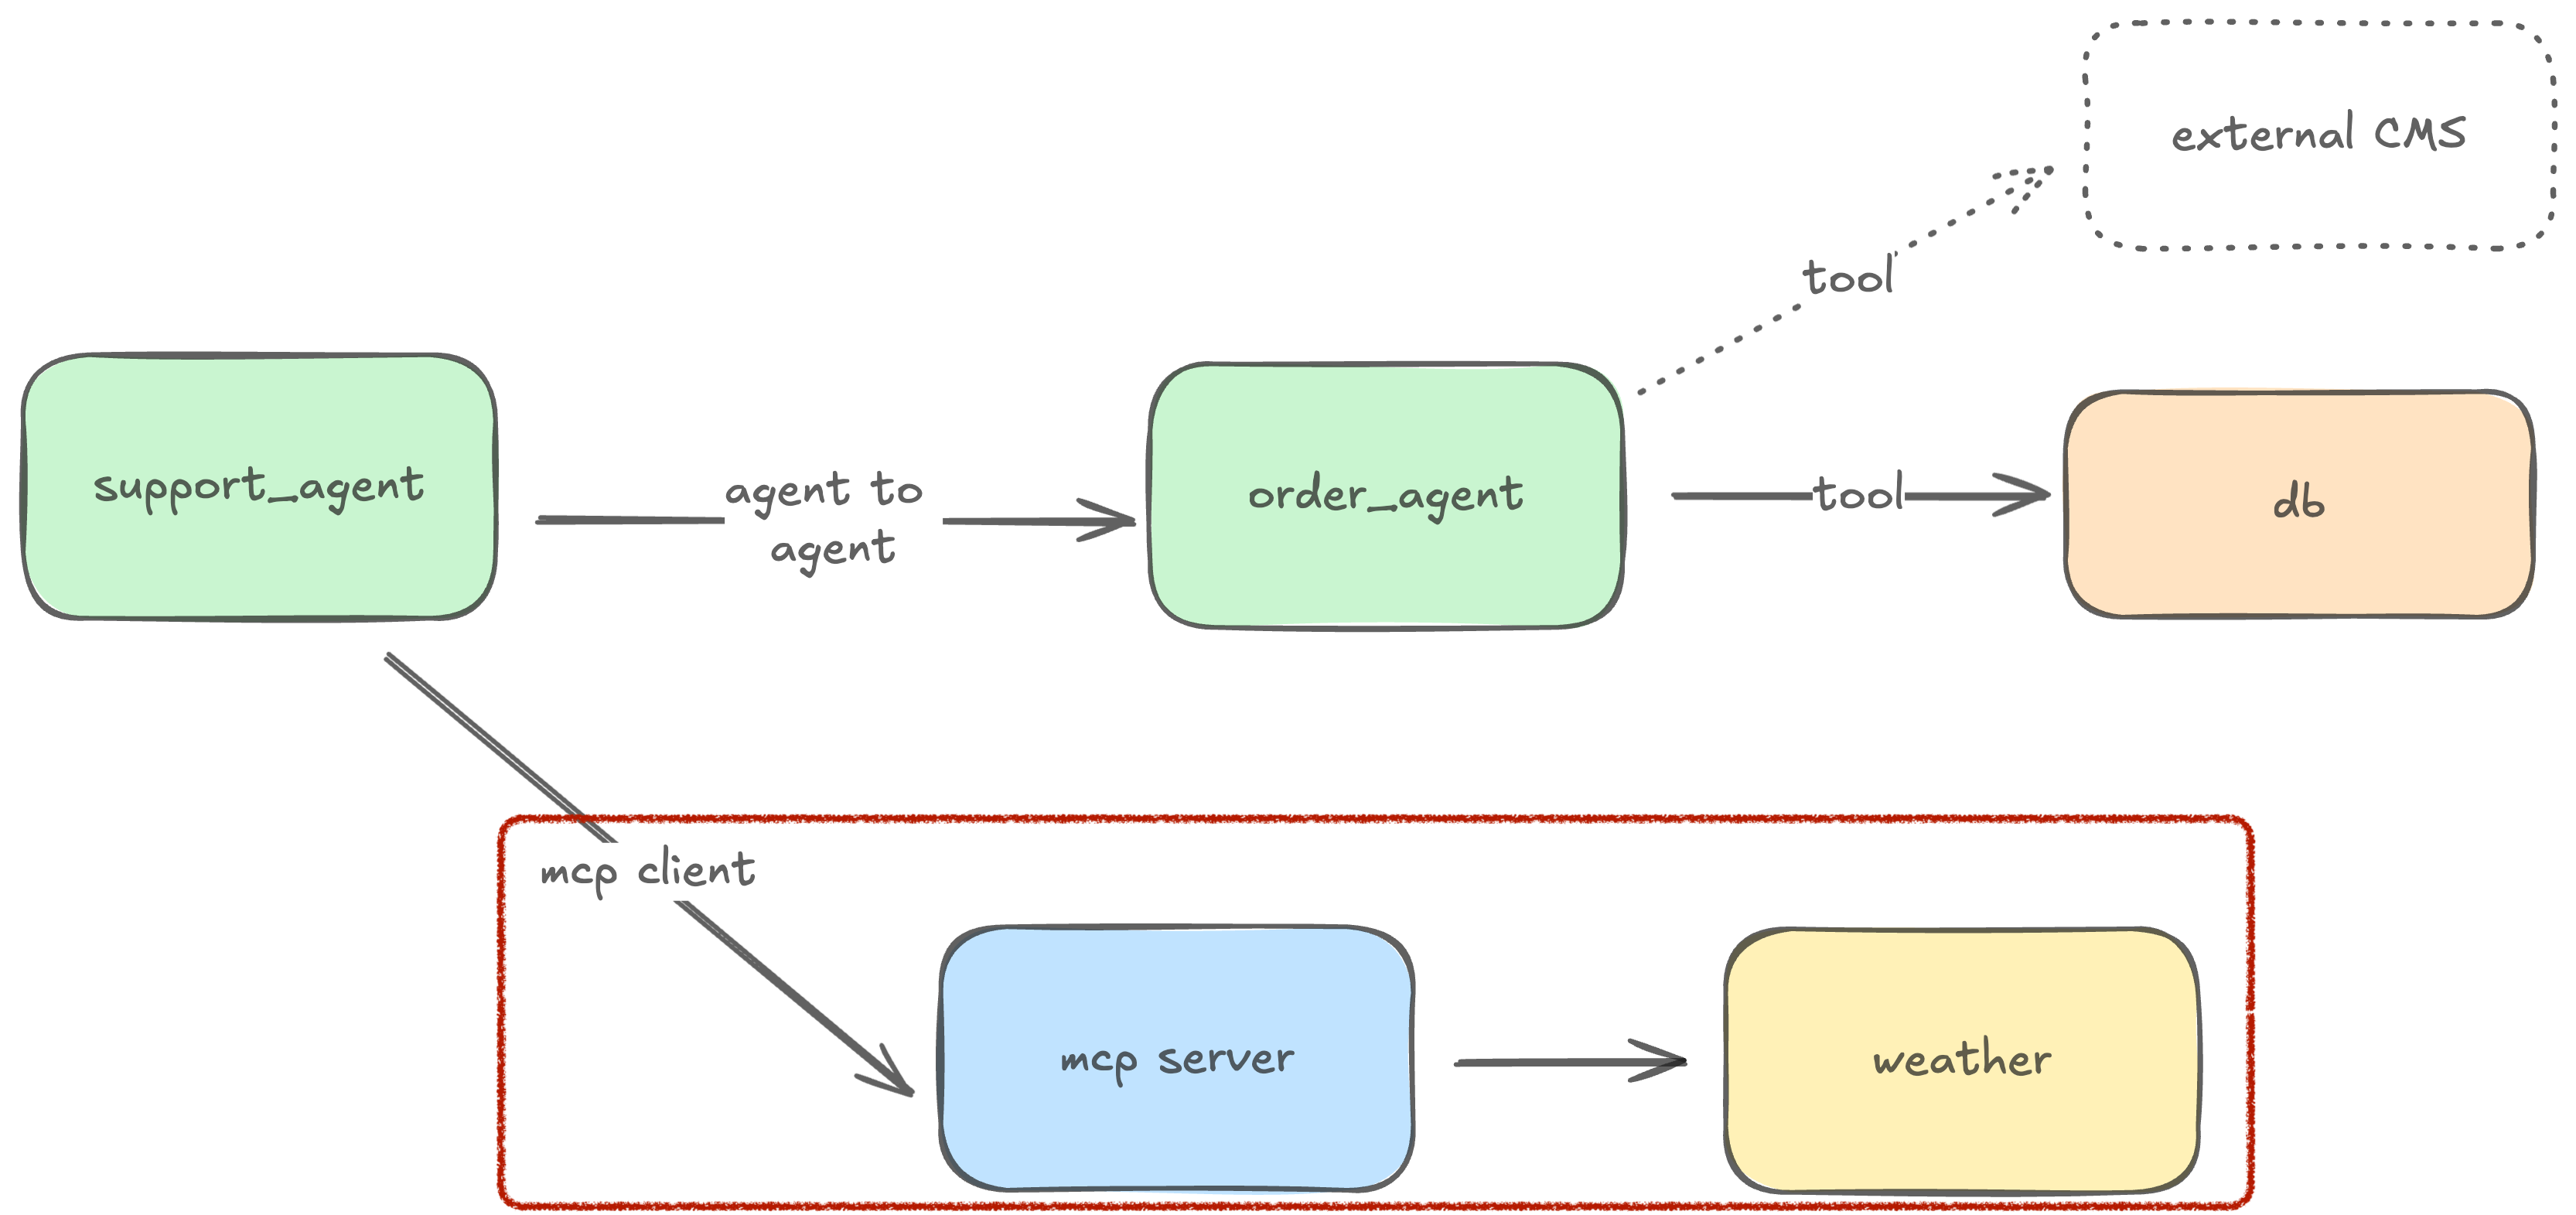 external CMS
tool
support_agent
agent to
agent
order_agent
tool
db
mcp client
mcp server
weather